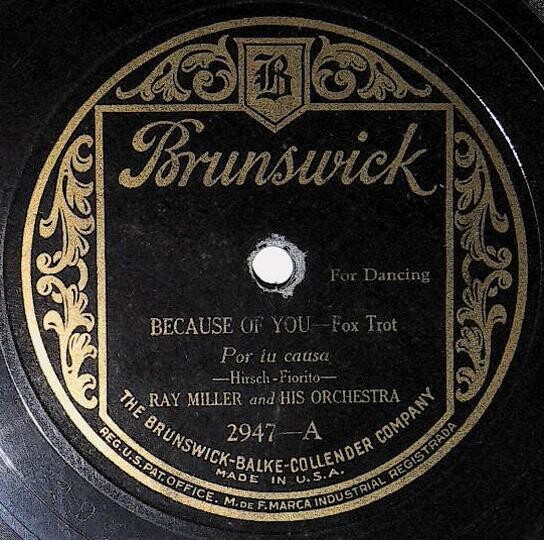 B
Brunswick
For Dancing
BECAUSE OF YOU—Fox Trot
Por tu causa
—Hirsch-Fiorito—
RAY MILLER and HIS ORCHESTRA
2947—A
THE BRUNSWICK-BALKE-COLLENDER COMPANY
MADE IN U.S.A.
REG.U.S.PAT.OFFICE. M.DE F.MARCA INDUSTRIAL REGISTRADA